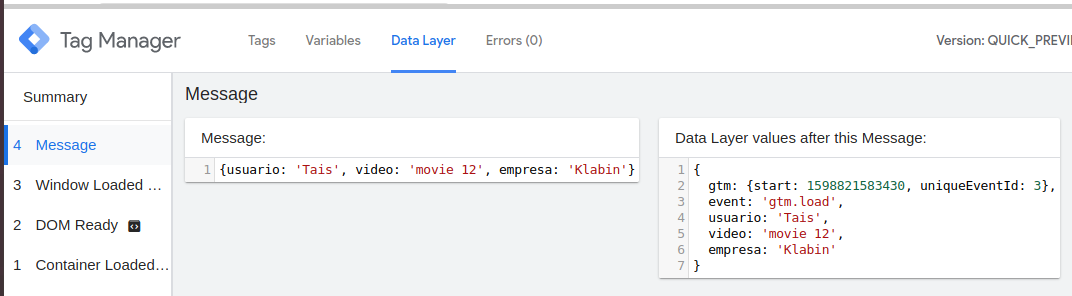 Tag Manager
Tags Variables Data Layer Errors (0)
Version: QUICK_PREVI
Summary
4 Message
3 Window Loaded ...
2 DOM Ready
1 Container Loaded...
Message
Message:
1 {usuario: 'Tais', video: 'movie 12', empresa: 'Klabin'}
Data Layer values after this Message:
1 {
2 gtm: {start: 1598821583430, uniqueEventId: 3},
3 event: 'gtm.load',
4 usuario: 'Tais',
5 video: 'movie 12',
6 empresa: 'Klabin'
7 }